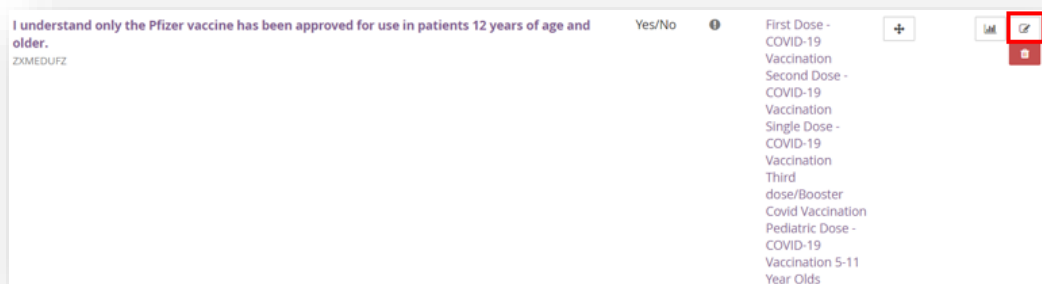 I understand only the Pfizer vaccine has been approved for use in patients 12 years of age and
older.
ZXMEDUFZ
Yes/No
First Dose -
COVID-19
Vaccination
Second Dose -
COVID-19
Vaccination
Single Dose -
COVID-19
Vaccination
Third
dose/Booster
Covid Vaccination
Pediatric Dose -
COVID-19
Vaccination 5-11
Year Olds